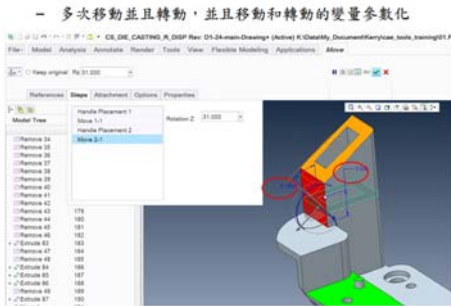 - 多次移動並且轉動，並且移動和轉動的變量參數化
CS_DIE_CASTING_R_DISP Rev: D1-24-main-Drawing+ (Active) K:\Data\My_Document\Kerry\cae_tools_training\01.F
File Model Analysis Annotate Render Tools View Flexible Modeling Applications Move
Keep original Rz 31.000
References Steps Attachment Options Properties
Model Tree
Handle Placement 1
Move 1-1
Handle Placement 2
Move 2-1
Rotation Z 31.000
Remove 34
Remove 35
Remove 36
Remove 37
Remove 38
Remove 39
Remove 40
Remove 41
Remove 42
Remove 43 179
Remove 44 180
Remove 45 181
Remove 46 182
Extrude 83 183
Remove 47 184
Remove 48 185
Extrude 84 186
Extrude 85 187
Extrude 86 188
Remove 49 189
Extrude 87 190